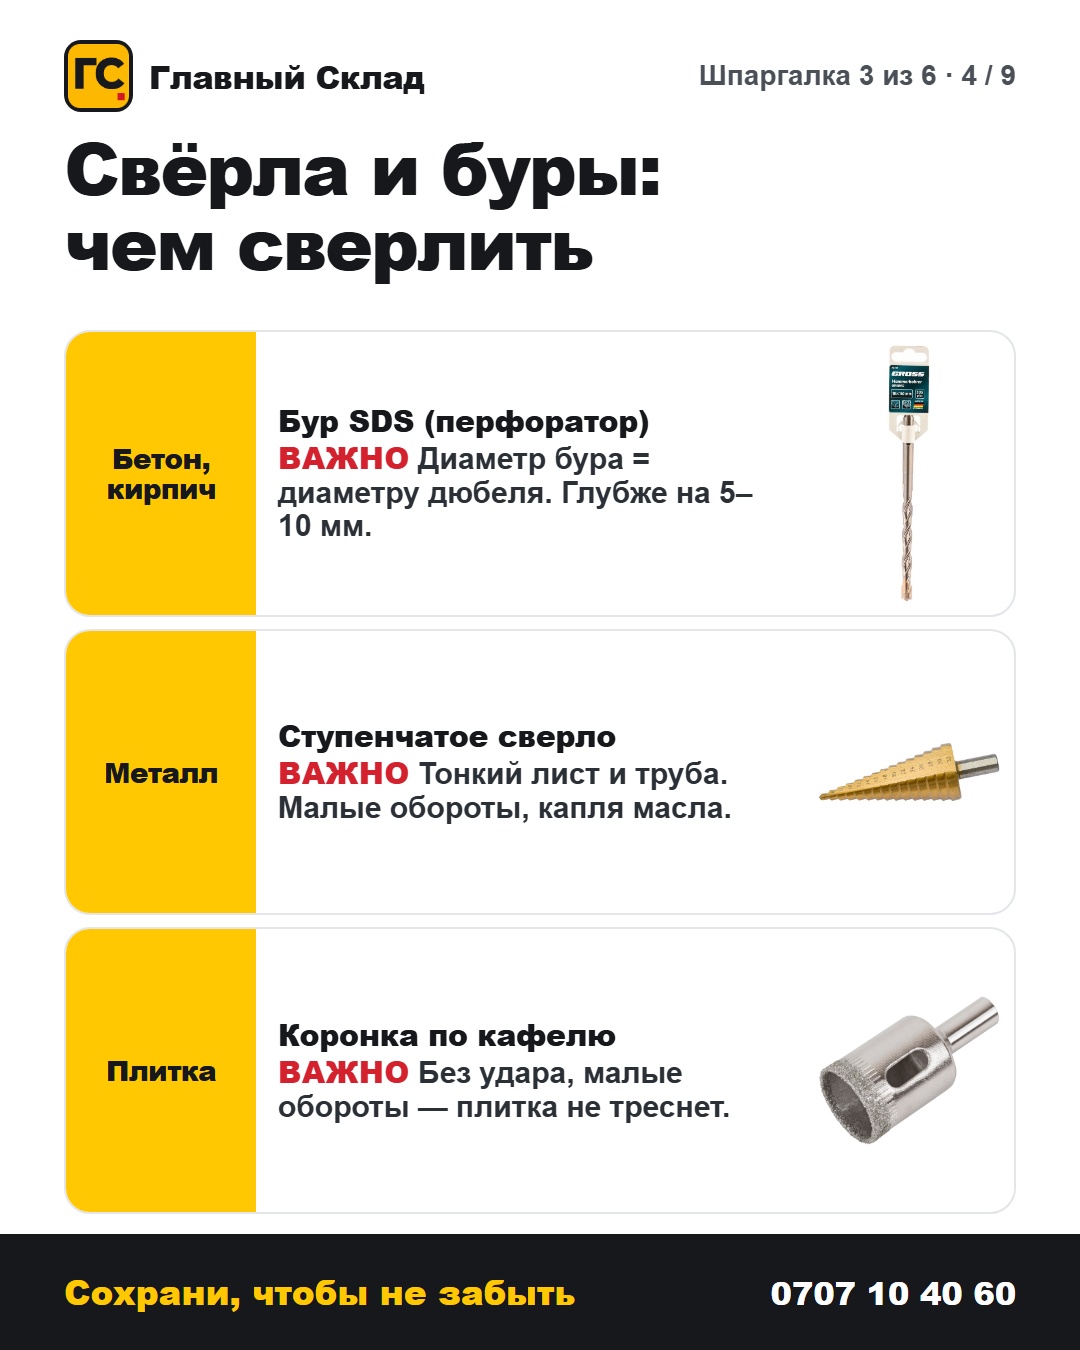 ГС
Главный Склад
Шпаргалка 3 из 6 · 4 / 9
Свёрла и буры:
чем сверлить
Бетон,
кирпич
Бур SDS (перфоратор)
ВАЖНО Диаметр бура =
диаметру дюбеля. Глубже на 5–
10 мм.
GROSS
Hammerbohrer
Металл
Ступенчатое сверло
ВАЖНО Тонкий лист и труба.
Малые обороты, капля масла.
Плитка
Коронка по кафелю
ВАЖНО Без удара, малые
обороты — плитка не треснет.
Сохрани, чтобы не забыть
0707 10 40 60